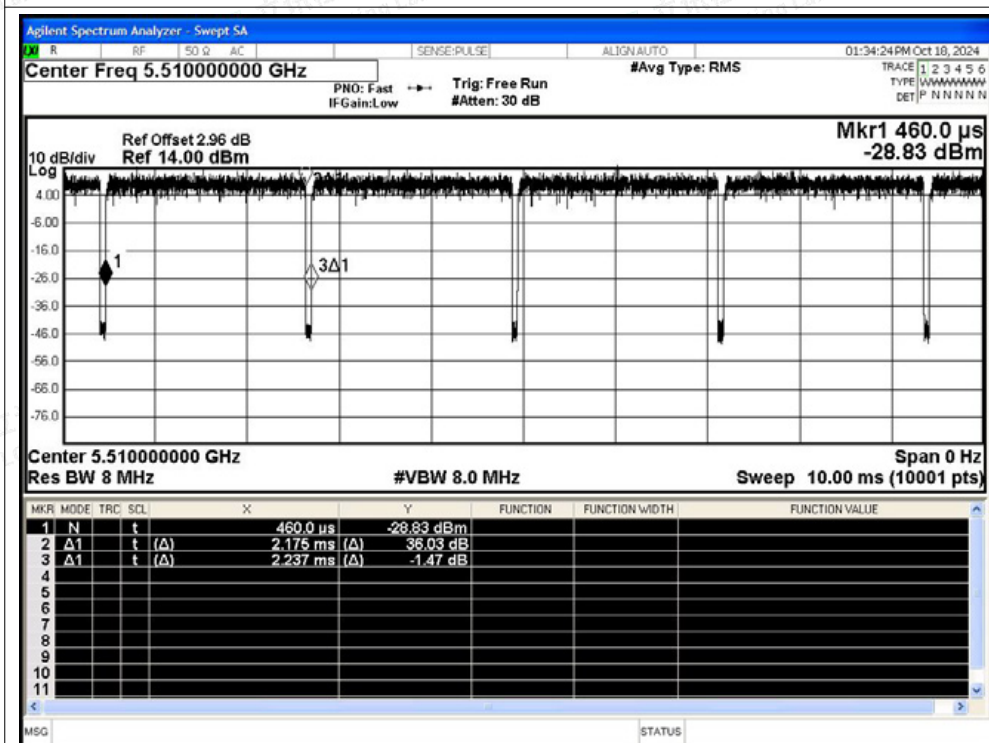 Agilent Spectrum Analyzer - Swept SA
R RF 50 Ω AC SENSE:PULSE ALIGN AUTO 01:34:24 PM Oct 18, 2024
Center Freq 5.510000000 GHz #Avg Type: RMS TRACE 1 2 3 4 5 6
PNO: Fast Trig: Free Run TYPE WWWWWW
IFGain:Low #Atten: 30 dB DET P N N N N N
Mkr1 460.0 µs
Ref Offset 2.96 dB
10 dB/div Ref 14.00 dBm -28.83 dBm
Log
4.00
-6.00
-16.0
1
3Δ1
-26.0
-36.0
-46.0
-56.0
-66.0
-76.0
Center 5.510000000 GHz Span 0 Hz
Res BW 8 MHz #VBW 8.0 MHz Sweep 10.00 ms (10001 pts)
MKR MODE TRC SCL X Y FUNCTION FUNCTION WIDTH FUNCTION VALUE
1 N t 460.0 µs -28.83 dBm
2 Δ1 t (Δ) 2.175 ms (Δ) 36.03 dB
3 Δ1 t (Δ) 2.237 ms (Δ) -1.47 dB
4
5
6
7
8
9
10
11
MSG STATUS